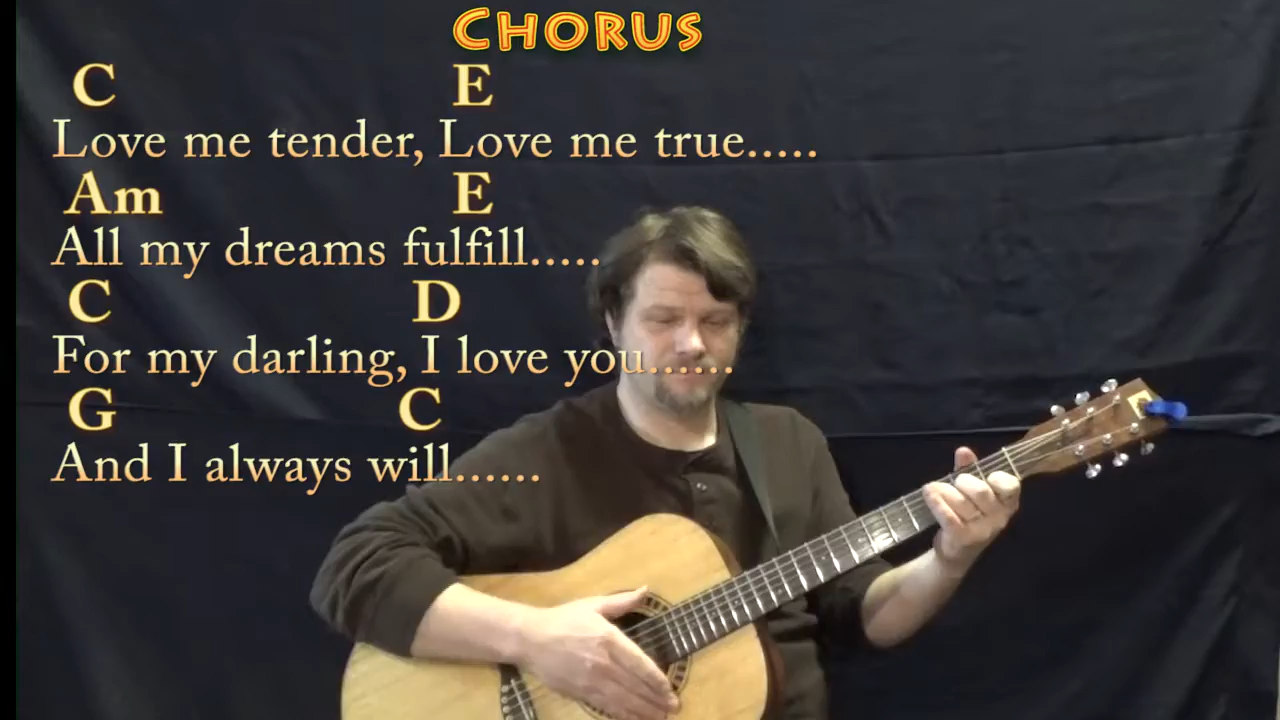 CHORUS
C E
Love me tender, Love me true.....
Am E
All my dreams fulfill.....
C D
For my darling, I love you......
G C
And I always will......